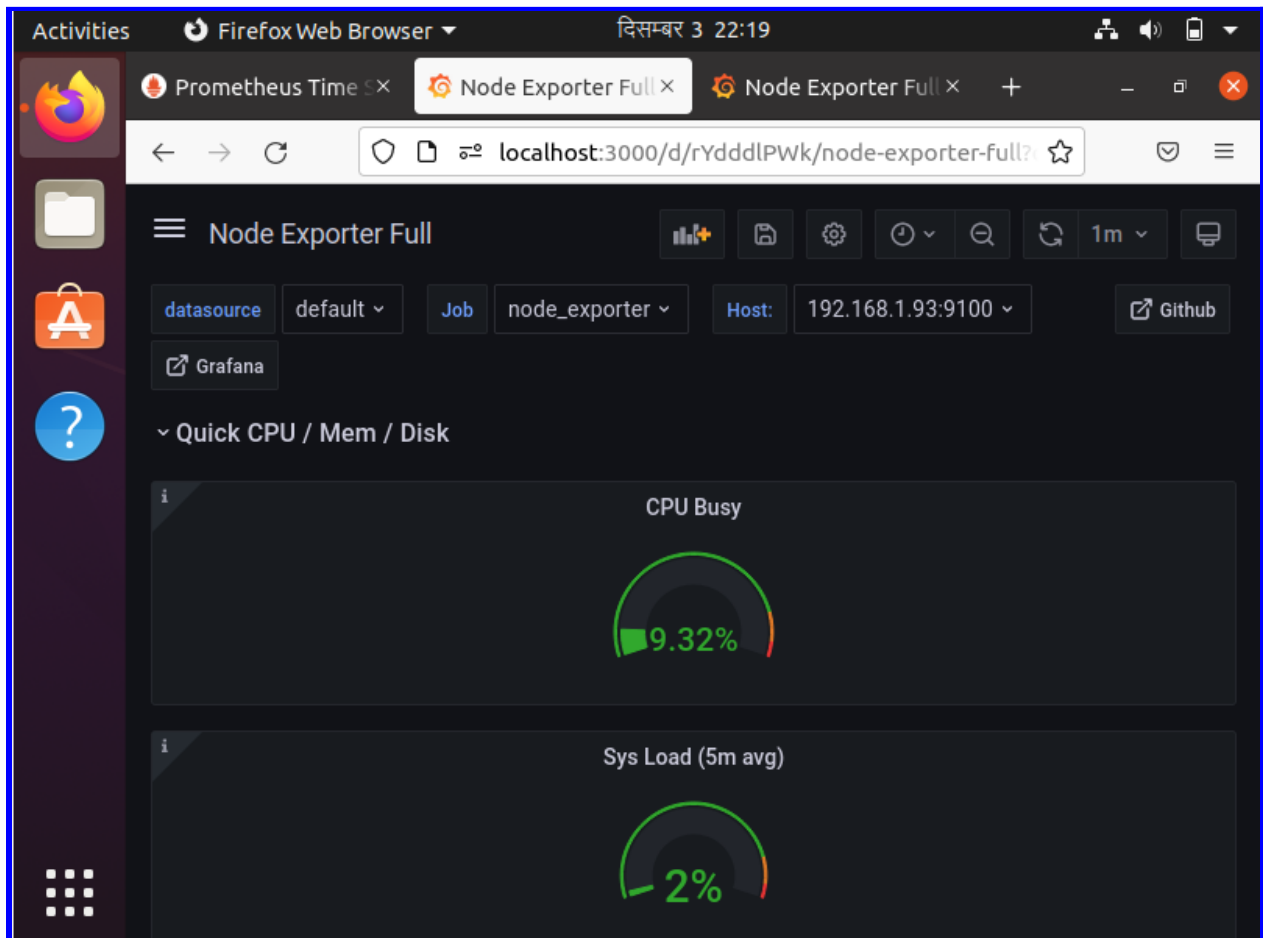 Activities Firefox Web Browser दिसम्बर 3 22:19
Prometheus Time S Node Exporter Full Node Exporter Full
localhost:3000/d/rYdddlPWk/node-exporter-full?
Node Exporter Full 1m
datasource default Job node_exporter Host: 192.168.1.93:9100 Github
Grafana
Quick CPU / Mem / Disk
i
CPU Busy
9.32%
i
Sys Load (5m avg)
2%